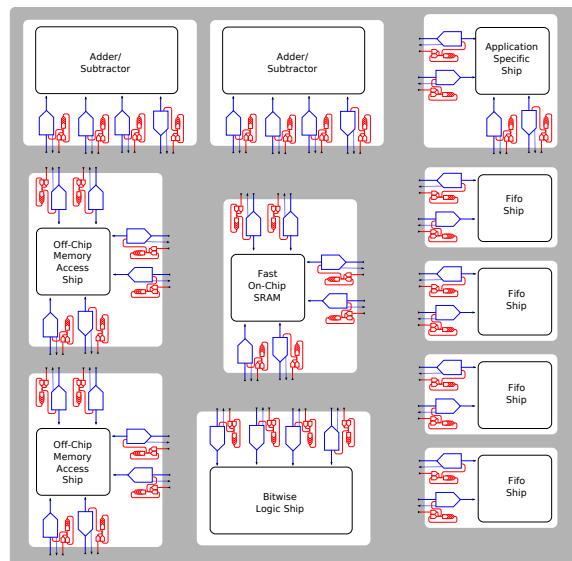 Adder/
Subtractor
Adder/
Subtractor
Application
Specific
Ship
Off-Chip
Memory
Access
Ship
Fast
On-Chip
SRAM
Fifo
Ship
Fifo
Ship
Fifo
Ship
Off-Chip
Memory
Access
Ship
Bitwise
Logic Ship
Fifo
Ship